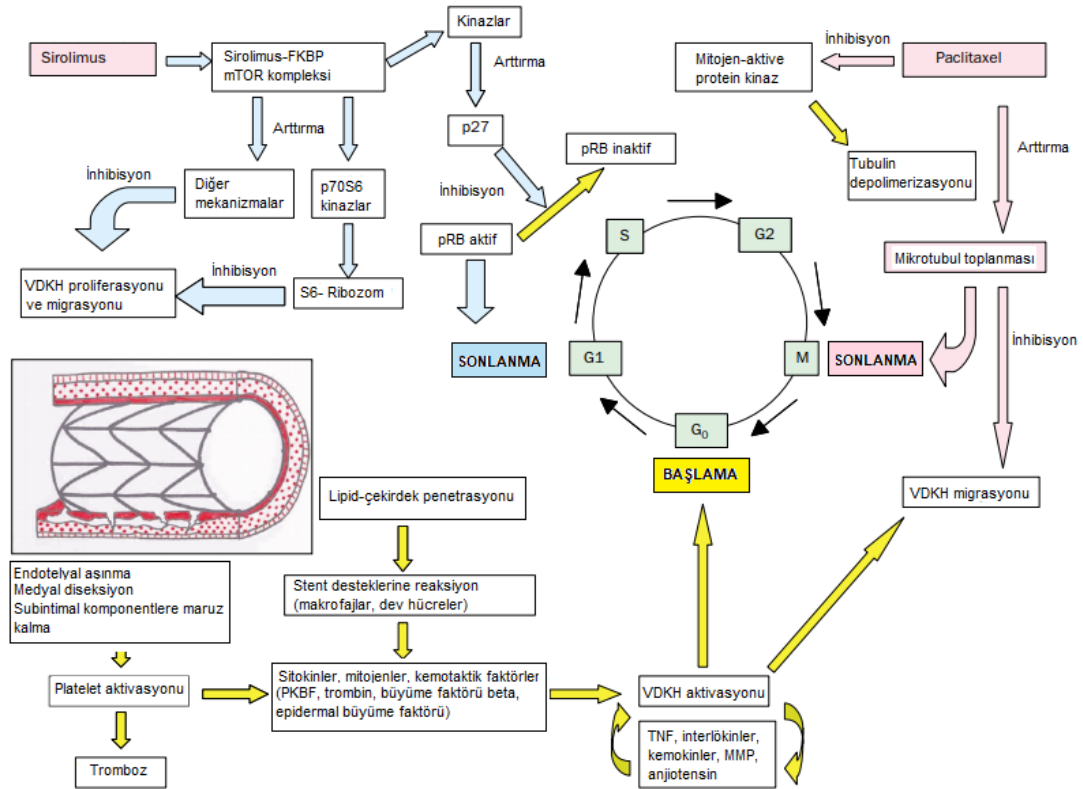 Sirolimus
Sirolimus-FKBP
mTOR kompleksi
Kinazlar
Arttırma
p27
Arttırma
İnhibisyon
Diğer
mekanizmalar
p70S6
kinazlar
VDKH proliferasyonu
ve migrasyonu
İnhibisyon
S6- Ribozom
İnhibisyon
pRB inaktif
pRB aktif
SONLANMA
İnhibisyon
Paclitaxel
Mitojen-aktive
protein kinaz
Tubulin
depolimerizasyonu
Arttırma
Mikrotubul toplanması
İnhibisyon
SONLANMA
VDKH migrasyonu
S
G2
G1
M
G0
BAŞLAMA
Lipid-çekirdek penetrasyonu
Stent desteklerine reaksiyon
(makrofajlar, dev hücreler)
Endotelyal aşınma
Medyal diseksiyon
Subintimal komponentlere maruz
kalma
Platelet aktivasyonu
Tromboz
Sitokinler, mitojenler, kemotaktik faktörler
(PKBF, trombin, büyüme faktörü beta,
epidermal büyüme faktörü)
VDKH aktivasyonu
TNF, interlökinler,
kemokinler, MMP,
anjiotensin